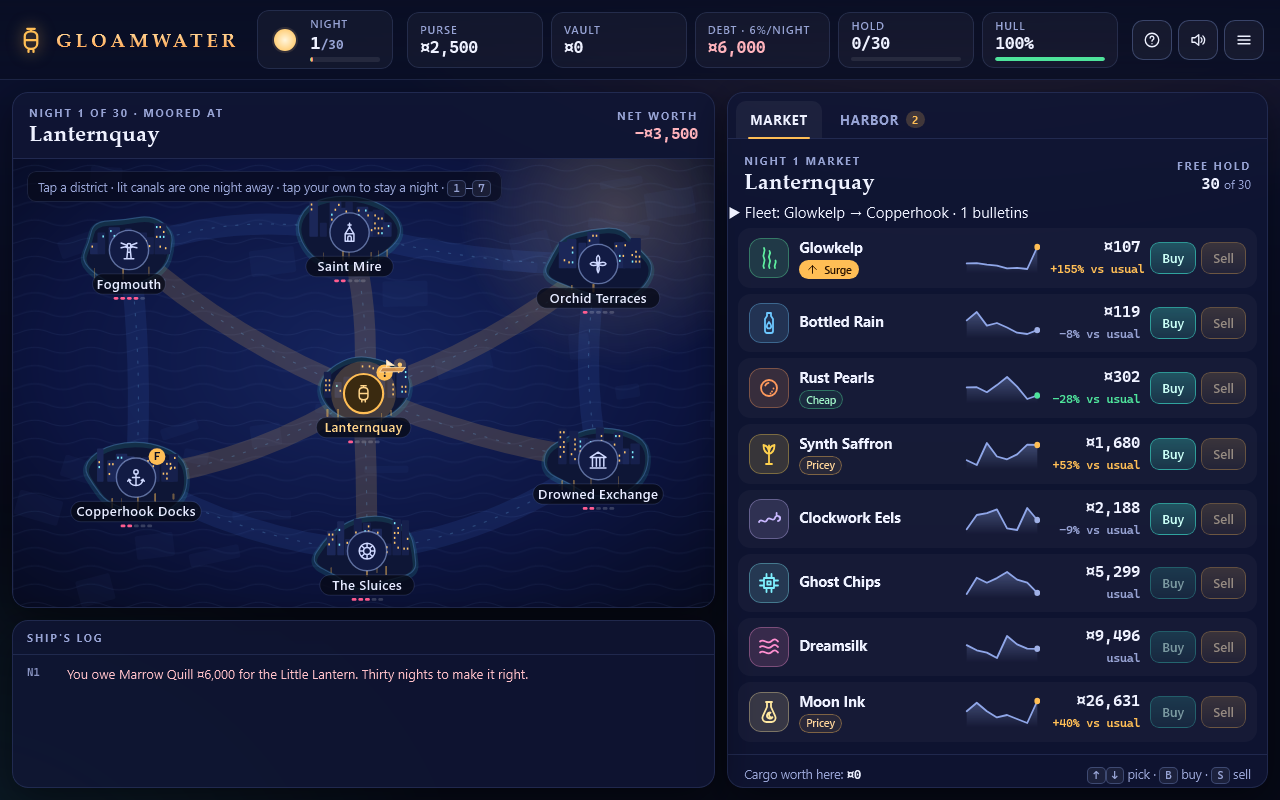 GLOAMWATER
NIGHT
1/30
PURSE
¤2,500
VAULT
¤0
DEBT · 6%/NIGHT
¤6,000
HOLD
0/30
HULL
100%
NIGHT 1 OF 30 · MOORED AT
Lanternquay
NET WORTH
−¤3,500
Tap a district · lit canals are one night away · tap your own to stay a night · 1–7
Saint Mire
Fogmouth
Orchid Terraces
Lanternquay
F
Copperhook Docks
Drowned Exchange
The Sluices
SHIP'S LOG
N1 You owe Marrow Quill ¤6,000 for the Little Lantern. Thirty nights to make it right.
MARKET
HARBOR 2
NIGHT 1 MARKET
Lanternquay
FREE HOLD
30 of 30
▶ Fleet: Glowkelp → Copperhook · 1 bulletins
Glowkelp
↑ Surge
¤107
+155% vs usual
Buy
Sell
Bottled Rain
¤119
−8% vs usual
Buy
Sell
Rust Pearls
Cheap
¤302
−28% vs usual
Buy
Sell
Synth Saffron
Pricey
¤1,680
+53% vs usual
Buy
Sell
Clockwork Eels
¤2,188
−9% vs usual
Buy
Sell
Ghost Chips
¤5,299
usual
Buy
Sell
Dreamsilk
¤9,496
usual
Buy
Sell
Moon Ink
Pricey
¤26,631
+40% vs usual
Buy
Sell
Cargo worth here: ¤0
↑ ↓ pick · B buy · S sell